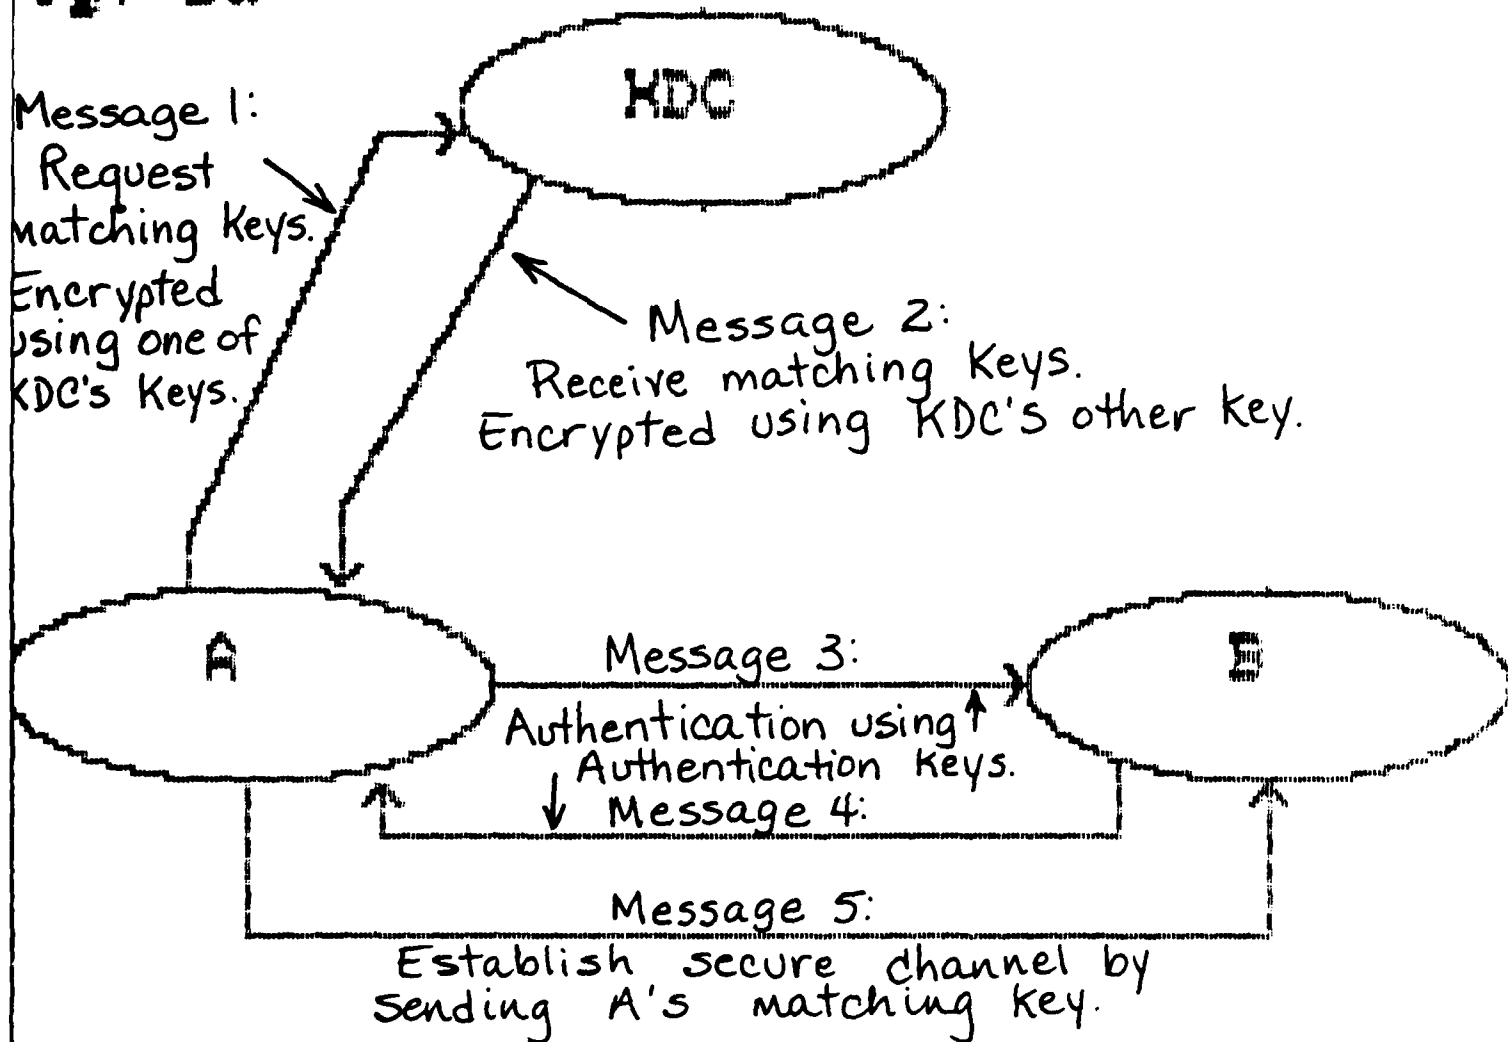 KDC
Message 1:
Request
matching keys.
Encrypted
using one of
KDC's keys.
Message 2:
Receive matching keys.
Encrypted using KDC's other key.
A
B
Message 3:
Authentication using
Authentication keys.
Message 4:
Message 5:
Establish secure channel by
sending A's matching key.